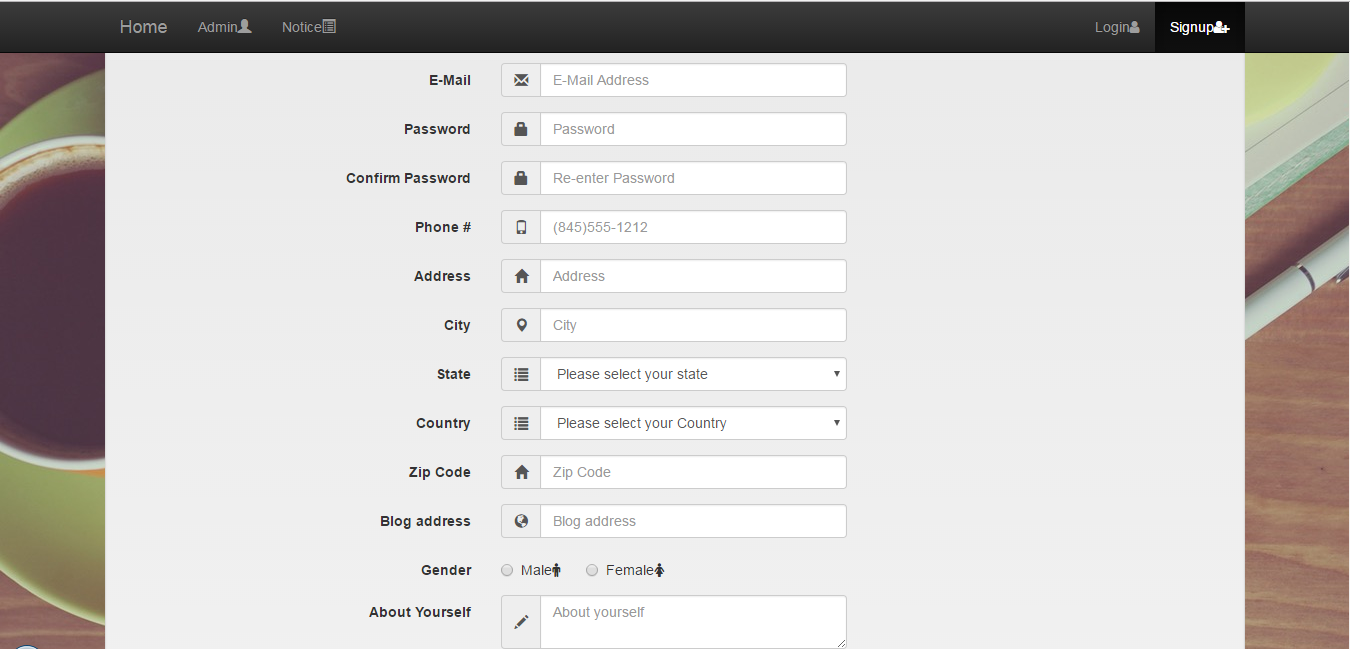 Home Admin Notice Login Signup
E-Mail E-Mail Address
Password Password
Confirm Password Re-enter Password
Phone # (845)555-1212
Address Address
City City
State Please select your state
Country Please select your Country
Zip Code Zip Code
Blog address Blog address
Gender Male Female
About Yourself About yourself